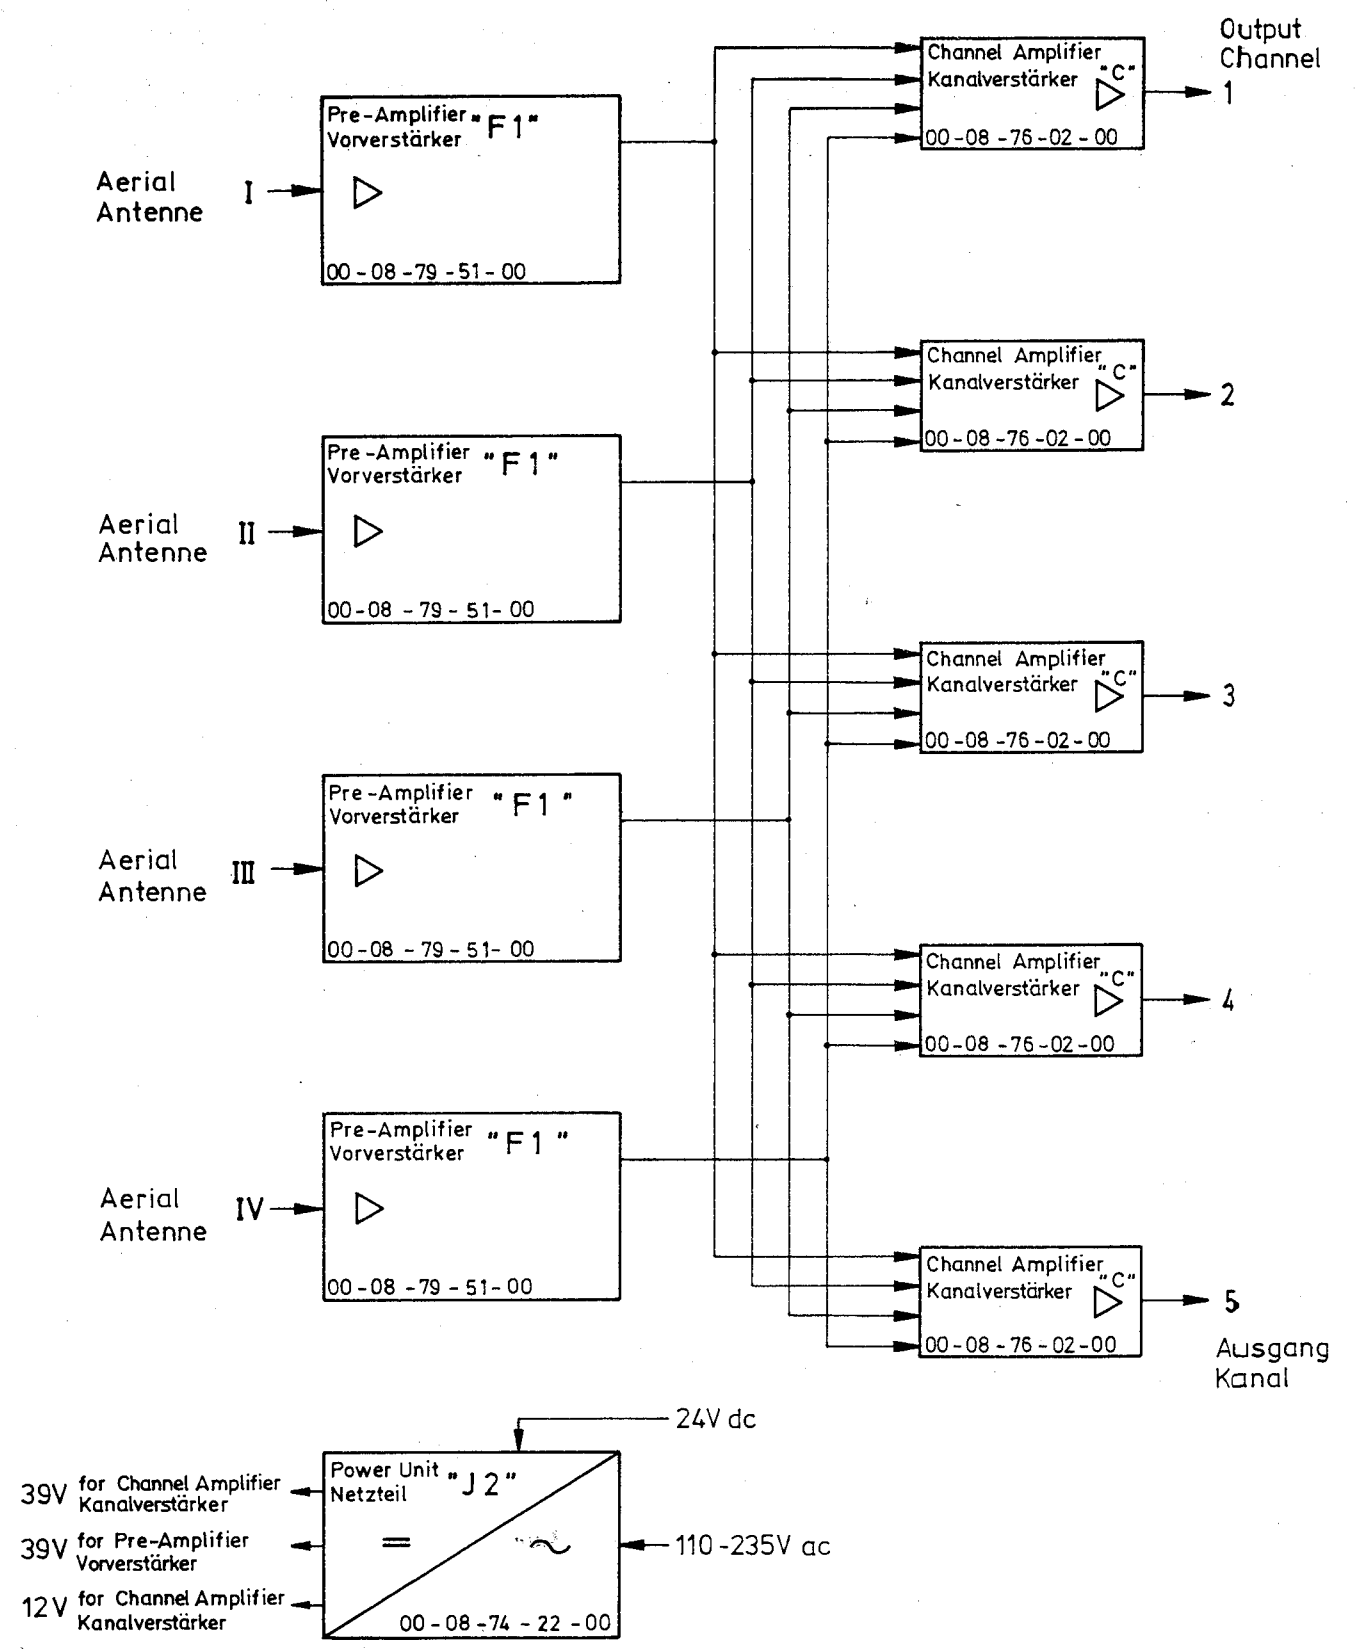 Output
Channel
Channel Amplifier
Kanalverstärker "C"
1
00-08-76-02-00
Pre-Amplifier "F1"
Vorverstärker
Aerial
Antenne
I
00-08-79-51-00
Channel Amplifier
Kanalverstärker "C"
2
00-08-76-02-00
Pre-Amplifier "F1"
Vorverstärker
Aerial
Antenne
II
00-08-79-51-00
Channel Amplifier
Kanalverstärker "C"
3
00-08-76-02-00
Pre-Amplifier "F1"
Vorverstärker
Aerial
Antenne
III
00-08-79-51-00
Channel Amplifier
Kanalverstärker "C"
4
00-08-76-02-00
Pre-Amplifier "F1"
Vorverstärker
Aerial
Antenne
IV
00-08-79-51-00
Channel Amplifier
Kanalverstärker "C"
5
00-08-76-02-00
Ausgang
Kanal
24V dc
Power Unit "J2"
Netzteil
39V for Channel Amplifier
Kanalverstärker
39V for Pre-Amplifier
Vorverstärker
110-235V ac
12V for Channel Amplifier
Kanalverstärker
00-08-74-22-00